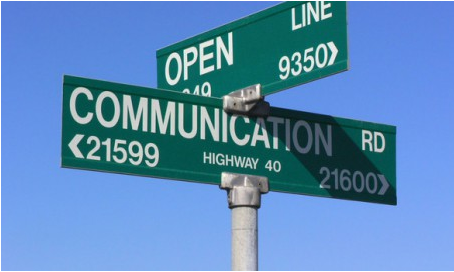 OPEN LINE
9350
COMMUNICATION RD
21599 HIGHWAY 40 21600